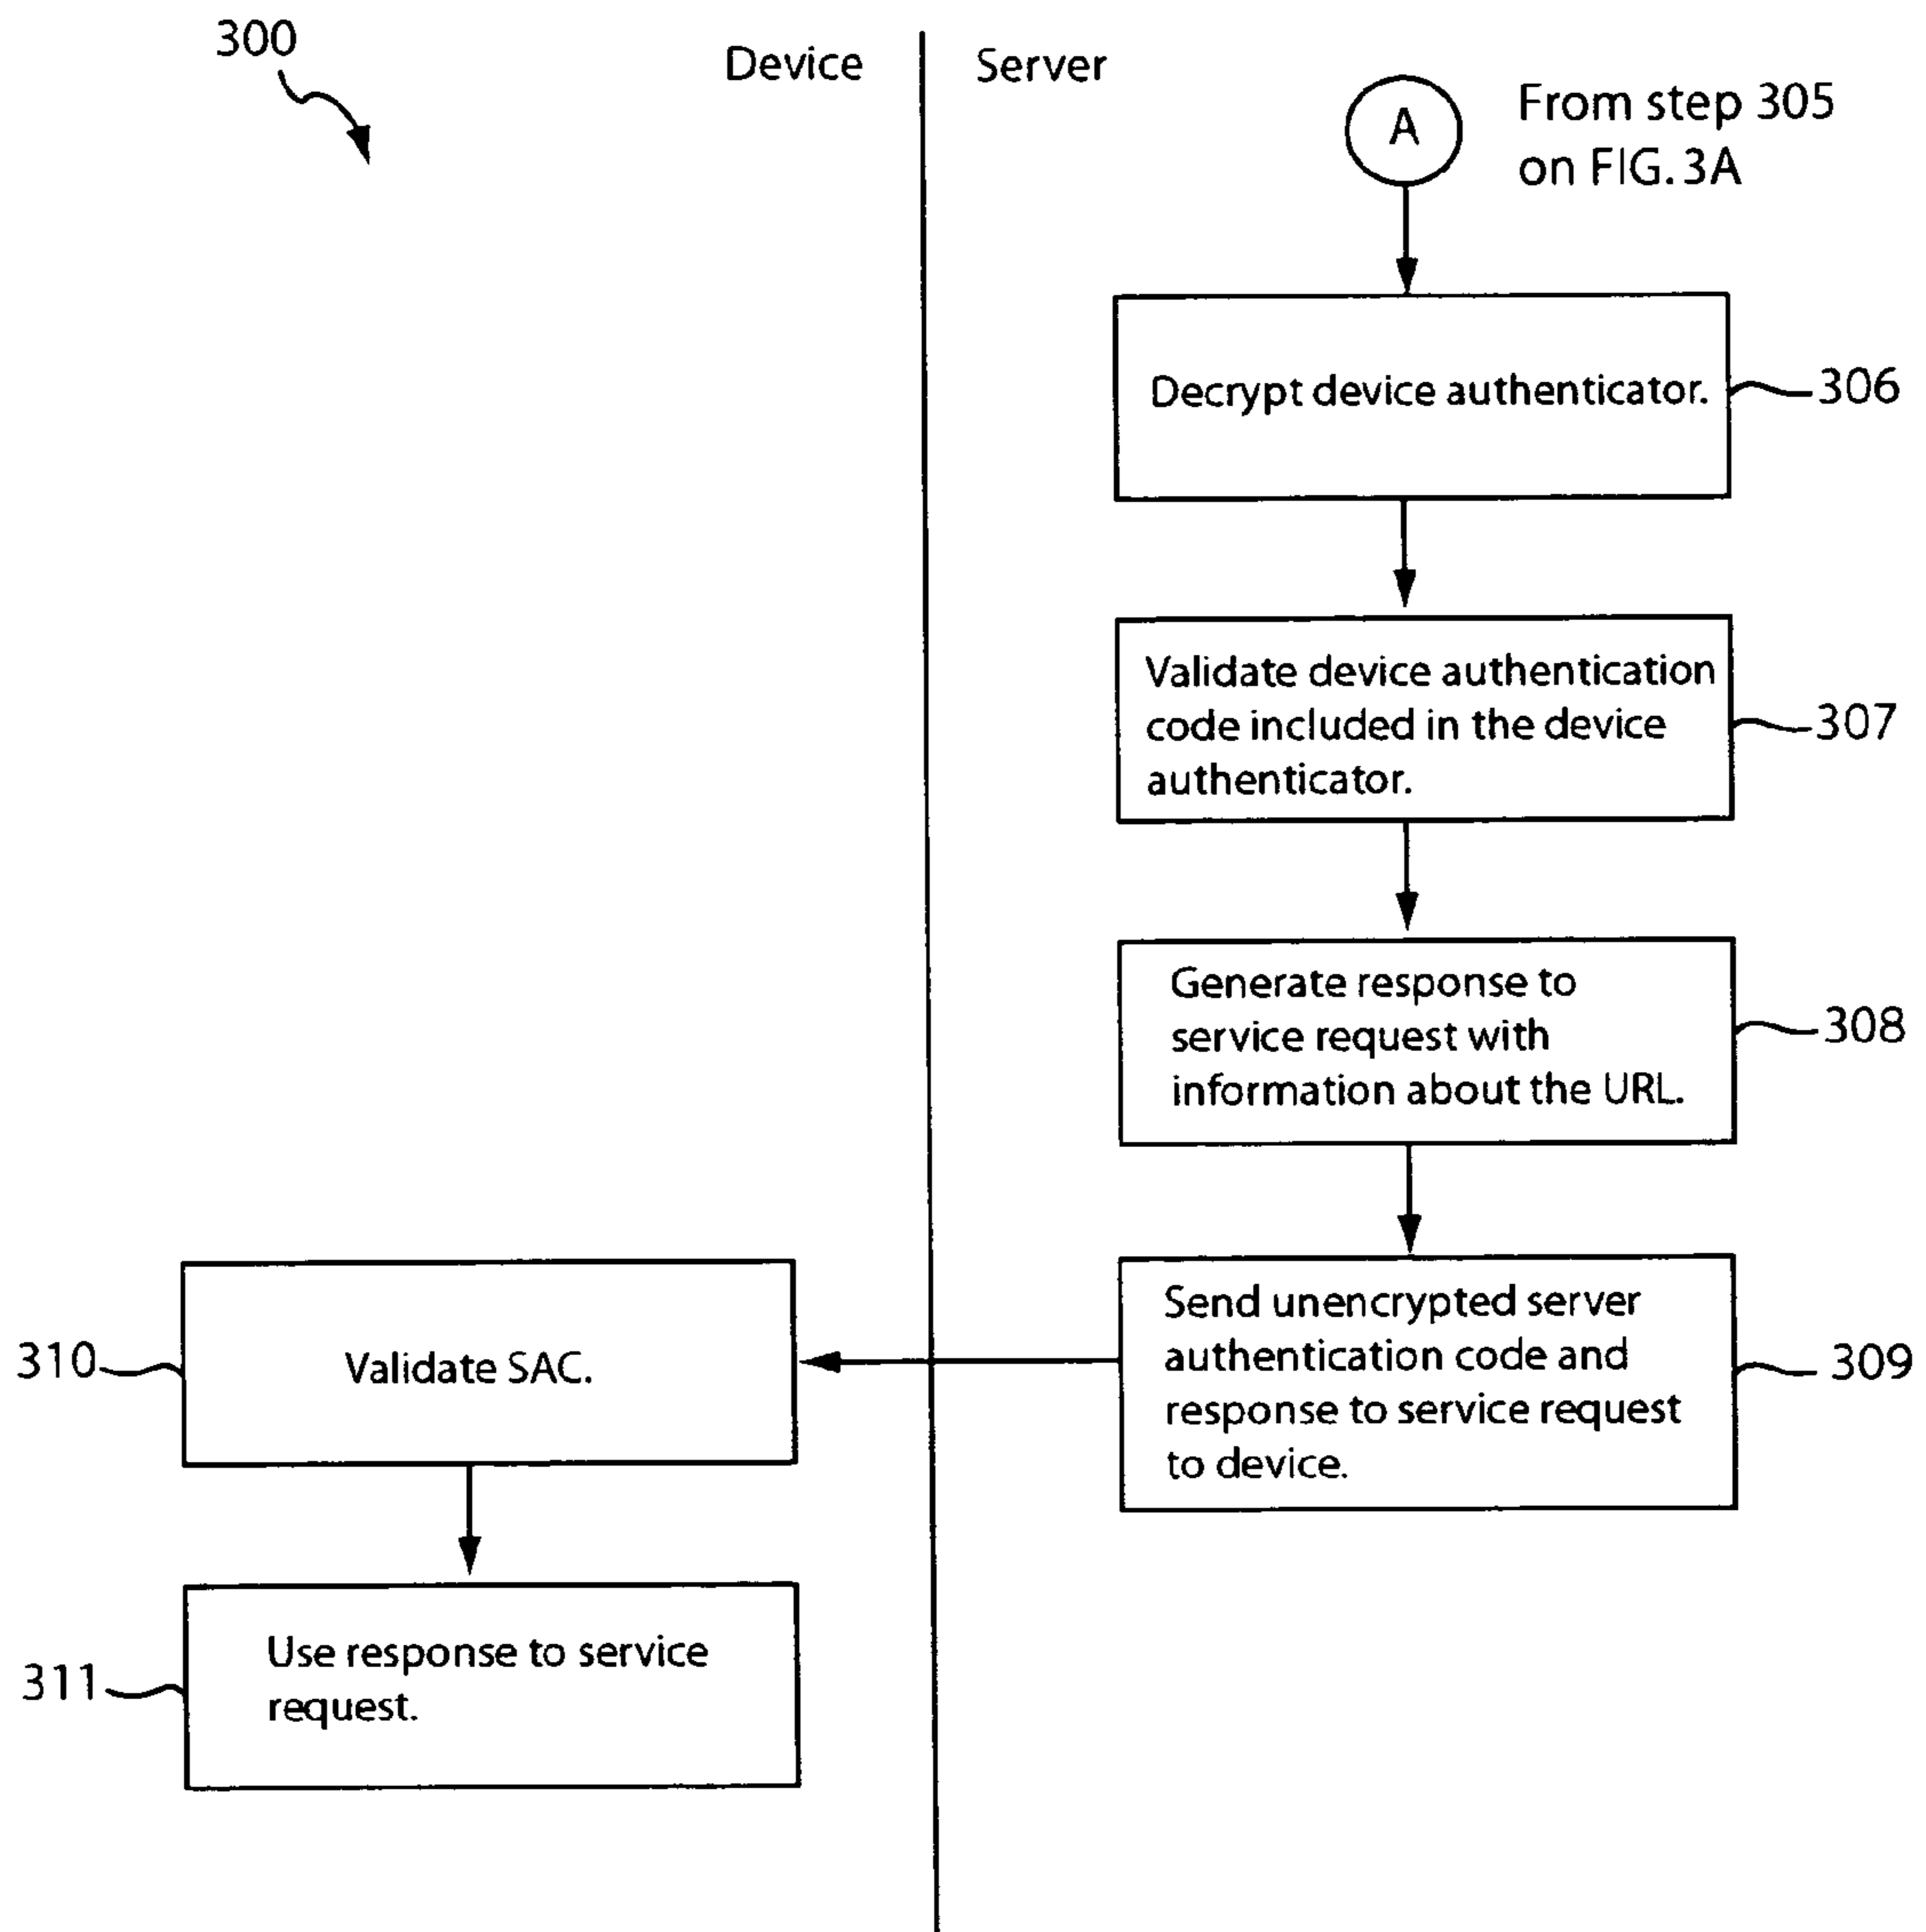 300
Device
Server
A
From step 305
on FIG. 3A
Decrypt device authenticator.
306
Validate device authentication
code included in the device
authenticator.
307
Generate response to
service request with
information about the URL.
308
Send unencrypted server
authentication code and
response to service request
to device.
309
310
Validate SAC.
311
Use response to service
request.